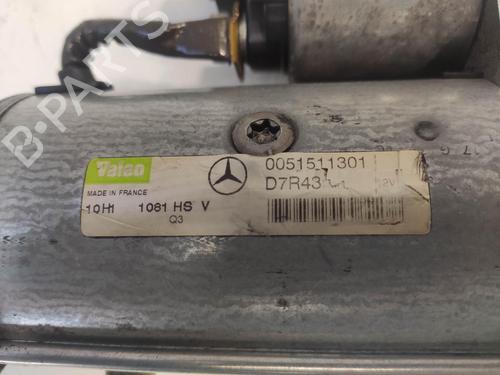 B-PARTS
Valeo
0051511301
MADE IN FRANCE
D7R43
12V
10H1 1081 HS V
Q3